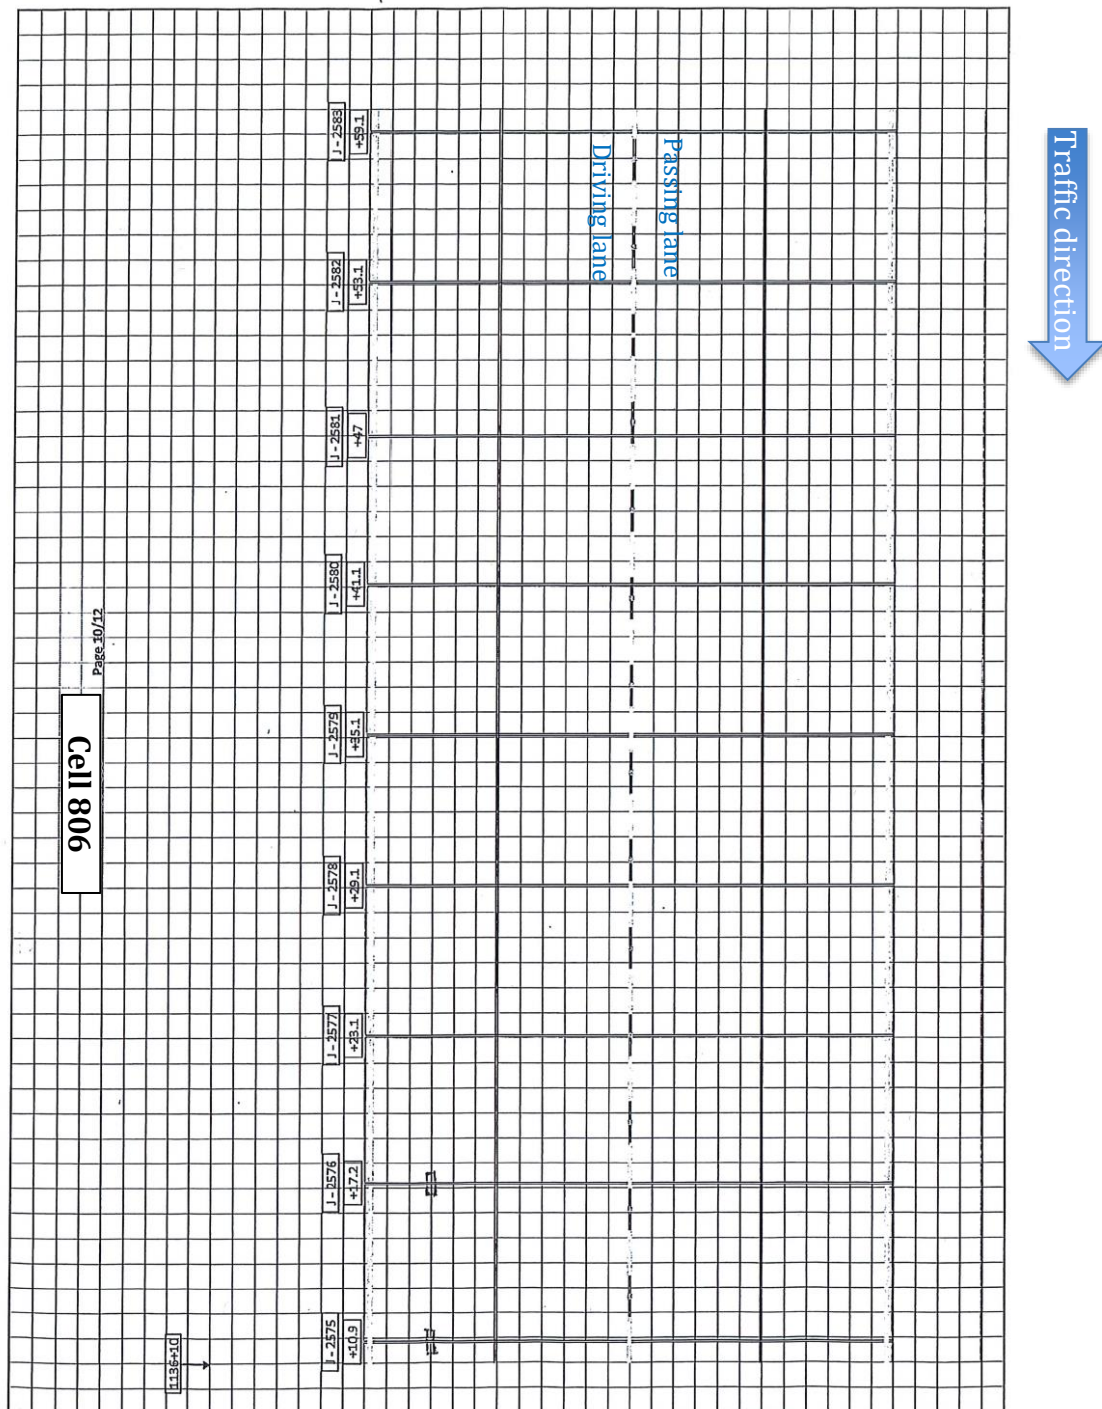 Traffic direction
Passing lane
Driving lane
J - 2583
+59.1
J - 2582
+53.1
J - 2581
+47
J - 2580
+41.1
J - 2579
+35.1
J - 2578
+29.1
J - 2577
+23.1
J - 2576
+17.2
J - 2575
+10.9
1136+10
Page 10/12
Cell 806